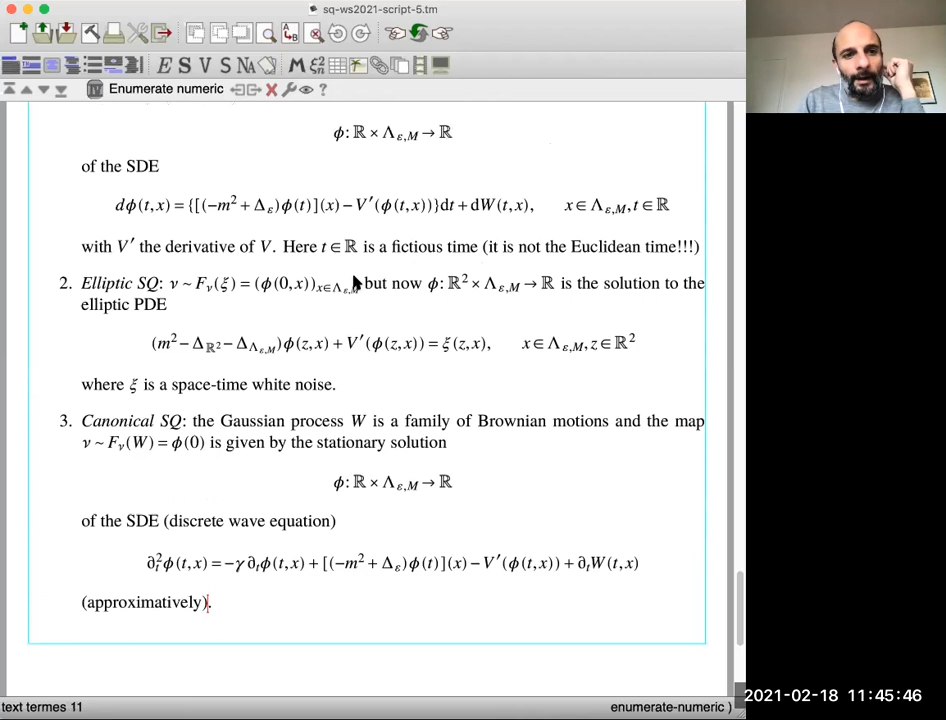 sq-ws2021-script-5.tm
E S V S NA
Enumerate numeric
ϕ: ℝ × Λ_{ε,M} → ℝ
of the SDE
dϕ(t,x) = {[(−m² + Δ_ε)ϕ(t)](x) − V′(ϕ(t,x))}dt + dW(t,x),  x ∈ Λ_{ε,M}, t ∈ ℝ
with V′ the derivative of V. Here t ∈ ℝ is a fictious time (it is not the Euclidean time!!!)
2. Elliptic SQ: ν ∼ F_ν(ξ) = (ϕ(0,x))_{x∈Λ_{ε,M}} but now ϕ: ℝ² × Λ_{ε,M} → ℝ is the solution to the
elliptic PDE
(m² − Δ_{ℝ²} − Δ_{Λ_{ε,M}})ϕ(z,x) + V′(ϕ(z,x)) = ξ(z,x),  x ∈ Λ_{ε,M}, z ∈ ℝ²
where ξ is a space-time white noise.
3. Canonical SQ: the Gaussian process W is a family of Brownian motions and the map
ν ∼ F_ν(W) = ϕ(0) is given by the stationary solution
ϕ: ℝ × Λ_{ε,M} → ℝ
of the SDE (discrete wave equation)
∂_t²ϕ(t,x) = −γ∂_tϕ(t,x) + [(−m² + Δ_ε)ϕ(t)](x) − V′(ϕ(t,x)) + ∂_tW(t,x)
(approximatively).
text termes 11
enumerate-numeric )
2021-02-18 11:45:46